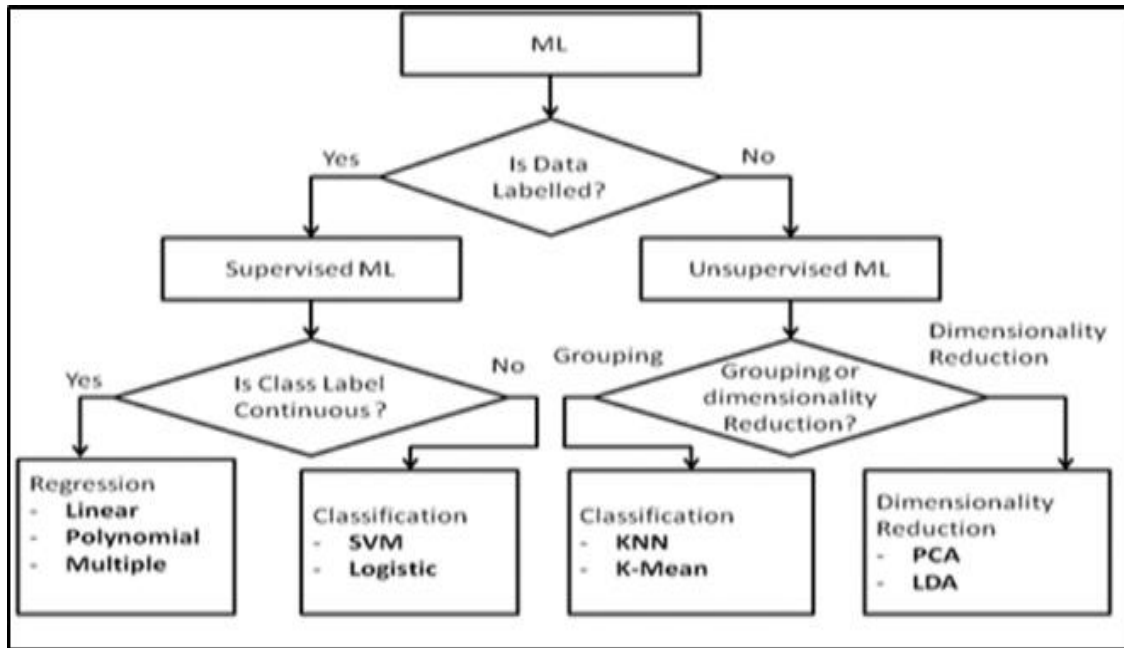 ML
Yes
Is Data
Labelled?
No
Supervised ML
Unsupervised ML
Yes
Is Class Label
Continuous ?
No
Grouping
Grouping or
dimensionality
Reduction?
Dimensionality
Reduction
Regression
- Linear
- Polynomial
- Multiple
Classification
- SVM
- Logistic
Classification
- KNN
- K-Mean
Dimensionality
Reduction
- PCA
- LDA